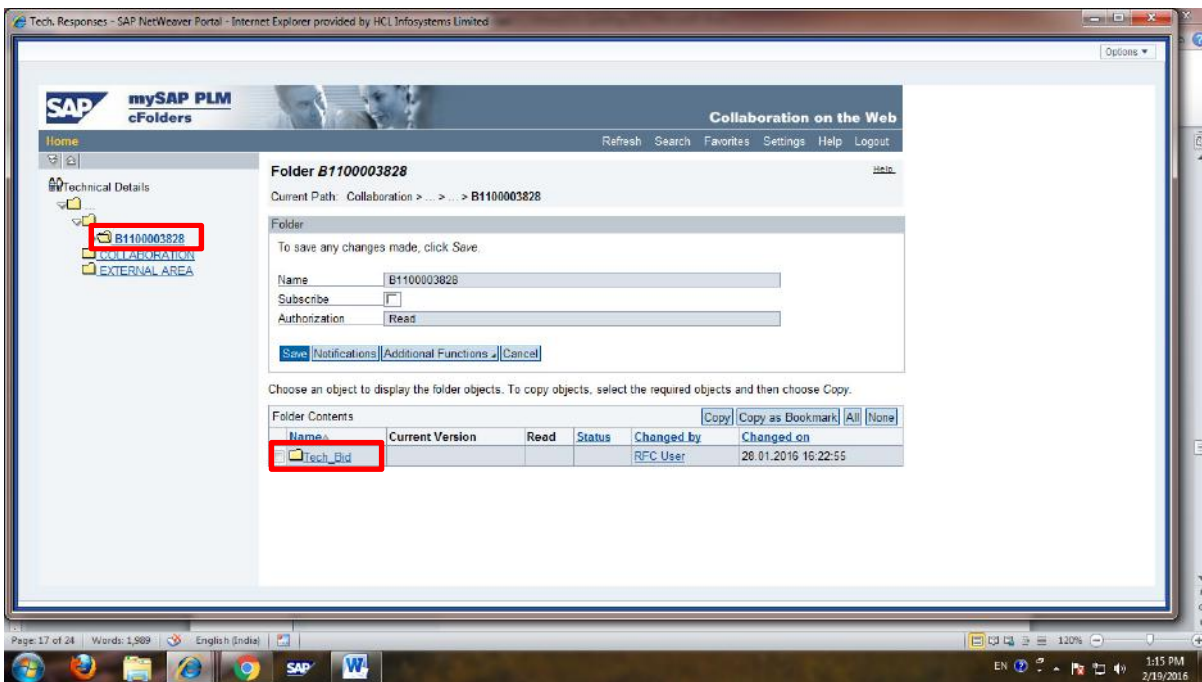 Tech. Responses - SAP NetWeaver Portal - Internet Explorer provided by HCL Infosystems Limited
Options
SAP mySAP PLM
cFolders
Collaboration on the Web
Home Refresh Search Favorites Settings Help Logout
Technical Details
...
B1100003828
COLLABORATION
EXTERNAL AREA
Folder B1100003828 Help
Current Path: Collaboration > ... > ... > B1100003828
Folder
To save any changes made, click Save.
Name B1100003828
Subscribe
Authorization Read
Save Notifications Additional Functions Cancel
Choose an object to display the folder objects. To copy objects, select the required objects and then choose Copy.
Folder Contents Copy Copy as Bookmark All None
Name Current Version Read Status Changed by Changed on
Tech_Bid RFC User 28.01.2016 16:22:55
Page: 17 of 24 Words: 1,989 English (India) 120%
SAP W EN 1:15 PM
2/19/2016